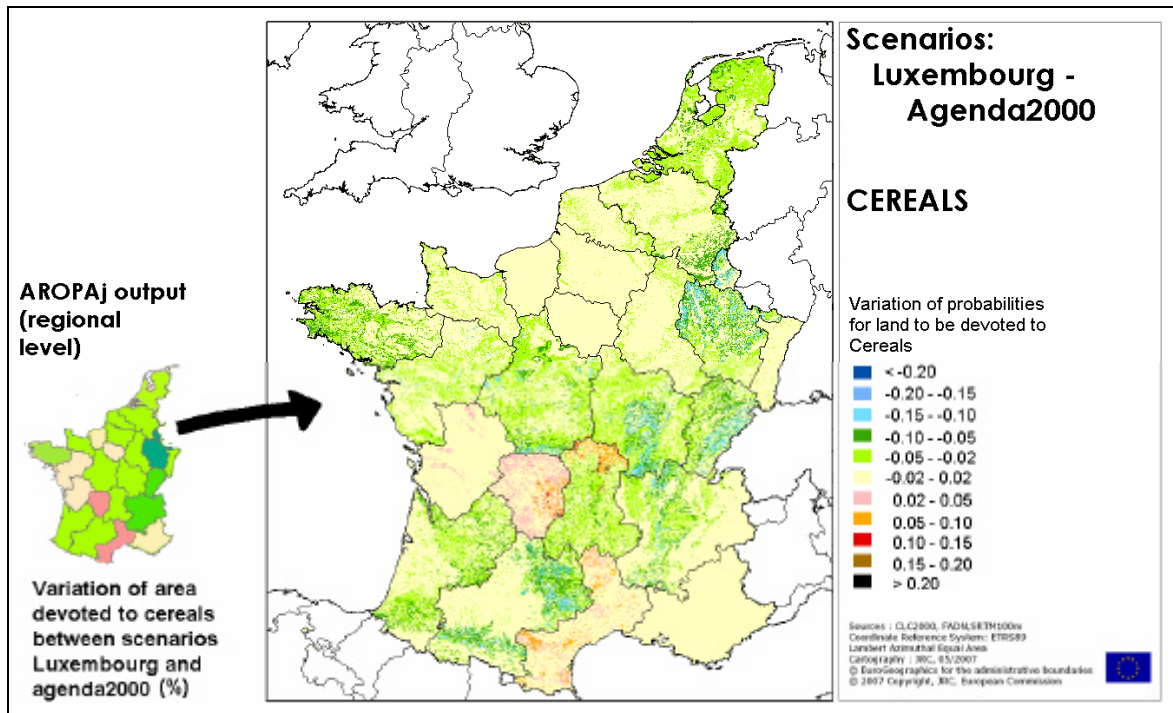 Scenarios:
Luxembourg -
Agenda2000
CEREALS
AROPAj output
(regional
level)
Variation of area
devoted to cereals
between scenarios
Luxembourg and
agenda2000 (%)
Variation of probabilities
for land to be devoted to
Cereals
< -0.20
-0.20 - -0.15
-0.15 - -0.10
-0.10 - -0.05
-0.05 - -0.02
-0.02 - 0.02
0.02 - 0.05
0.05 - 0.10
0.10 - 0.15
0.15 - 0.20
> 0.20
Sources : CLC2000, FADN,SRTM100m
Coordinate Reference System: ETRS89
Lambert Azimuthal Equal Area
Cartography : JRC, 05/2007
© EuroGeographics for the administrative boundaries
© 2007 Copyright, JRC, European Commission